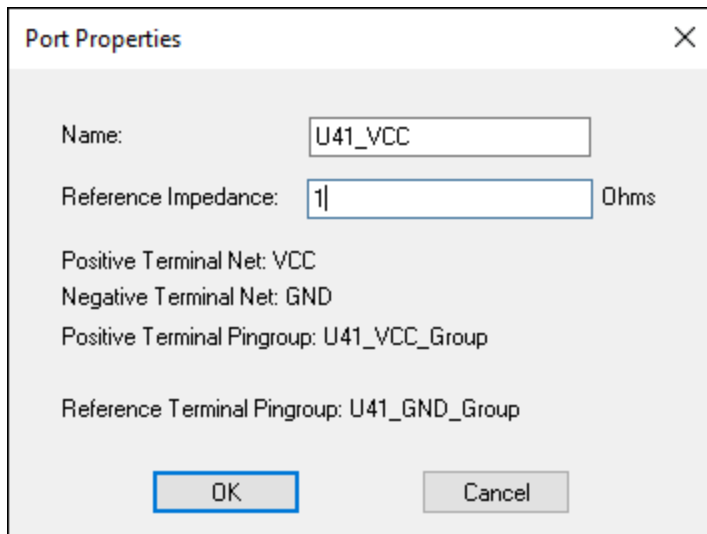 Port Properties
Name: U41_VCC
Reference Impedance: 1 Ohms
Positive Terminal Net: VCC
Negative Terminal Net: GND
Positive Terminal Pingroup: U41_VCC_Group
Reference Terminal Pingroup: U41_GND_Group
OK Cancel